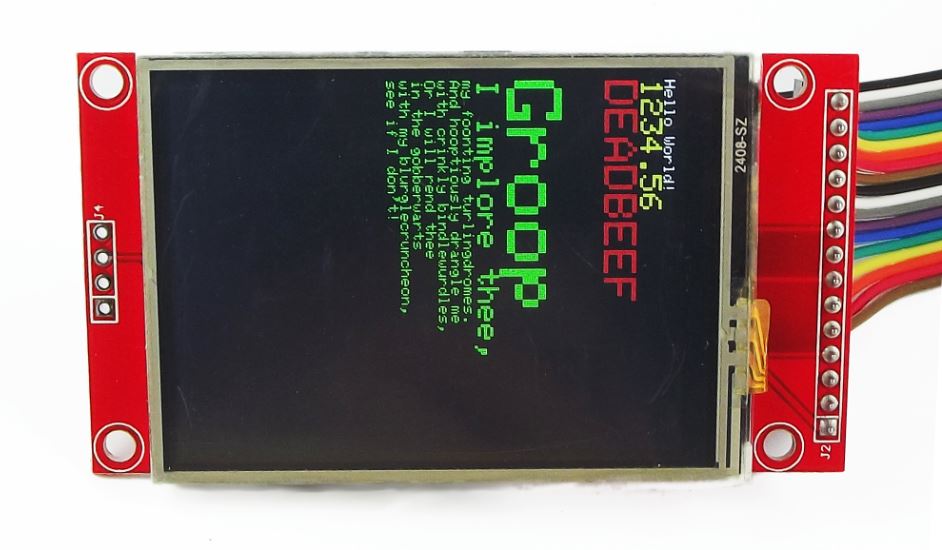 Hello World!
1234.56
DEADBEEF
Groop
I implore thee,
my foonting turlingdromes.
And hooptiously drangle me
with crinkly bindlewurdles,
Or I will rend thee
in the gobberwarts
with my blurglecruncheon,
see if I don't!
2408-SZ
J4
J2